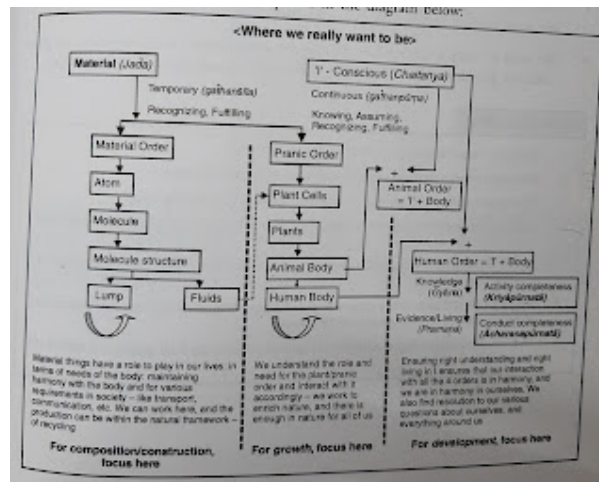 the diagram below:
<Where we really want to be>
Material (Jada)
'I' - Conscious (Chaitanya)
Temporary (gathanshila)
Continuous (gathanpurna)
Recognizing, Fulfilling
Knowing, Assuming,
Recognizing, Fulfilling
Material Order
Pranic Order
Atom
Plant Cells
+
Animal Order
= 'I' + Body
Molecule
Plants
+
Molecule structure
Animal Body
Human Order = 'I' + Body
Lump
Fluids
Human Body
Knowledge
(Gyana)
Activity completeness
(Kriyāpurnatā)
Evidence/Living
(Pramana)
Conduct completeness
(Acharanapurnatā)
Material things have a role to play in our lives, in
terms of needs of the body: maintaining
harmony with the body and for various
requirements in society – like transport,
communication, etc. We can work here, and the
production can be within the natural framework –
of recycling
We understand the role and
need for the plant/pranic
order and interact with it
accordingly – we work to
enrich nature, and there is
enough in nature for all of us
Ensuring right understanding and right
living in I ensures that our interaction
with all the 4 orders is in harmony, and
we are in harmony in ourselves. We
also find resolution to our various
questions about ourselves, and
everything around us
For composition/construction,
focus here
For growth, focus here
For development, focus here